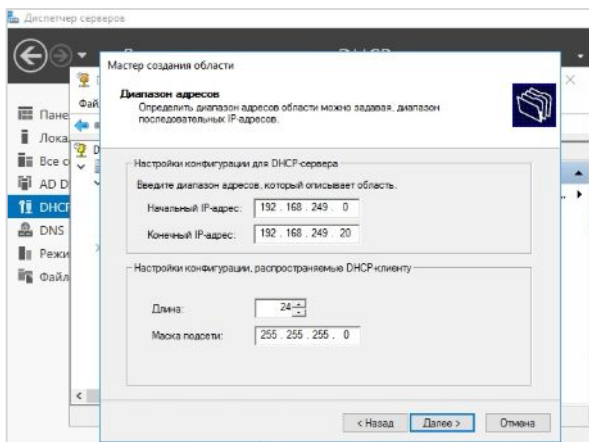 Диспетчер серверов
Мастер создания области
Диапазон адресов
Определить диапазон адресов области можно задавая, диапазон
последовательных IP-адресов.
Фай
Пане
Лока
Все с
AD D
DHCP
DNS
Режи
Файл
Настройки конфигурации для DHCP-сервера
Введите диапазон адресов, который описывает область.
Начальный IP-адрес: 192 . 168 . 249 . 0
Конечный IP-адрес: 192 . 168 . 249 . 20
Настройки конфигурации, распространяемые DHCP-клиенту
Длина: 24
Маска подсети: 255 . 255 . 255 . 0
< Назад
Далее >
Отмена